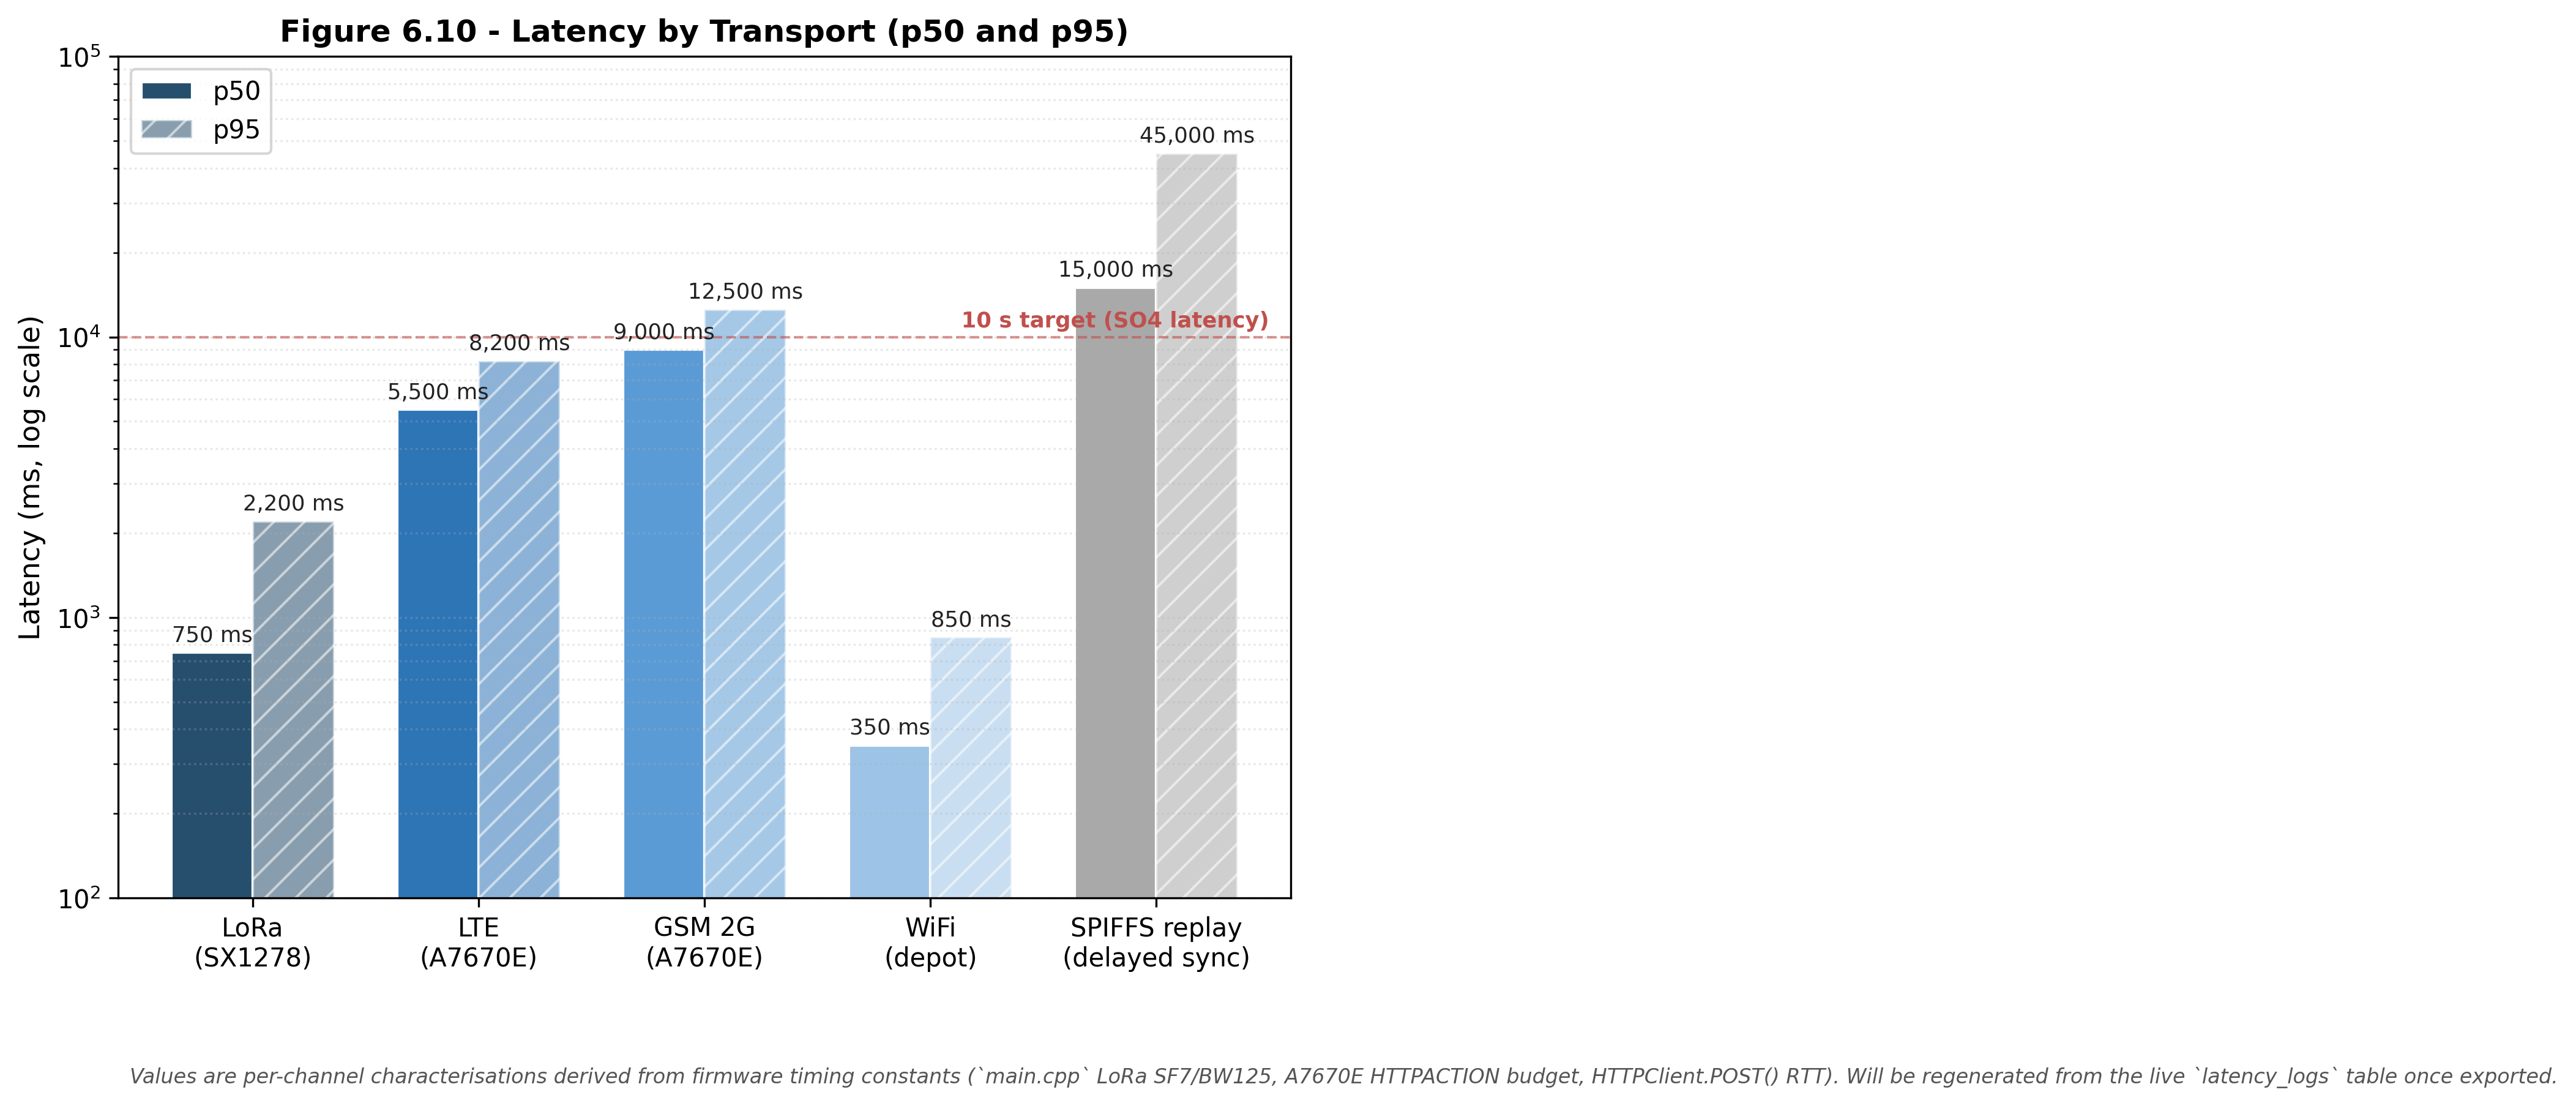 Figure 6.10 - Latency by Transport (p50 and p95)
p50
p95
Latency (ms, log scale)
10⁵
10⁴
10³
10²
750 ms
2,200 ms
5,500 ms
8,200 ms
9,000 ms
12,500 ms
350 ms
850 ms
15,000 ms
45,000 ms
10 s target (SO4 latency)
LoRa
(SX1278)
LTE
(A7670E)
GSM 2G
(A7670E)
WiFi
(depot)
SPIFFS replay
(delayed sync)
Values are per-channel characterisations derived from firmware timing constants (`main.cpp` LoRa SF7/BW125, A7670E HTTPACTION budget, HTTPClient.POST() RTT). Will be regenerated from the live `latency_logs` table once exported.